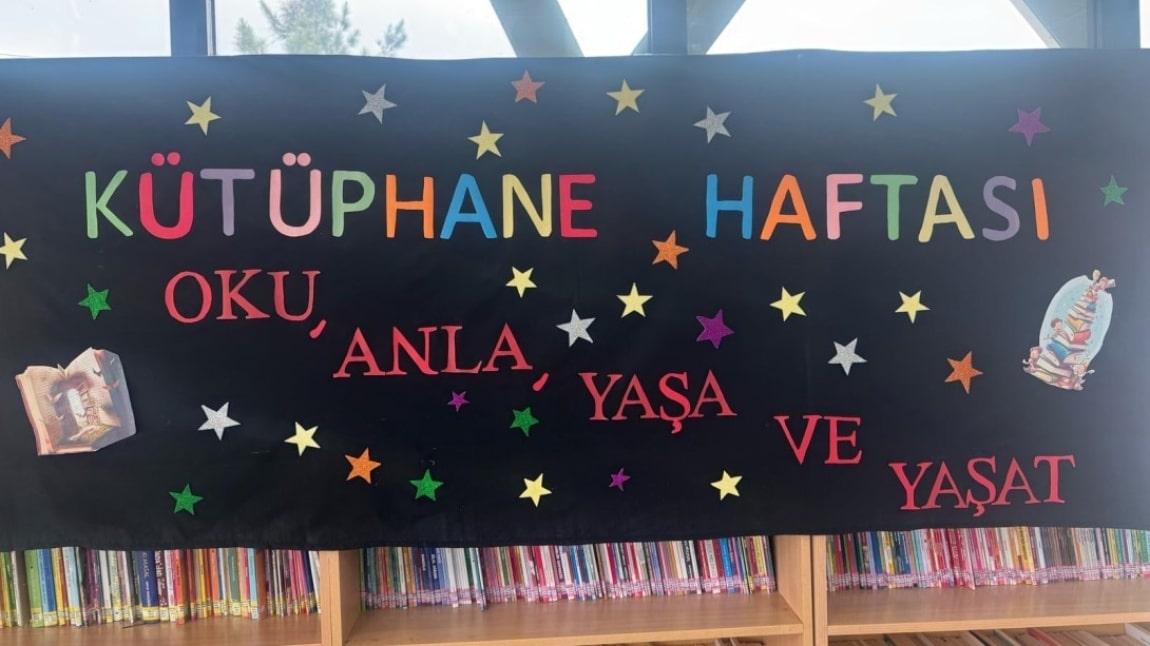 KÜTÜPHANE HAFTASI
OKU, ANLA, YAŞA VE YAŞAT